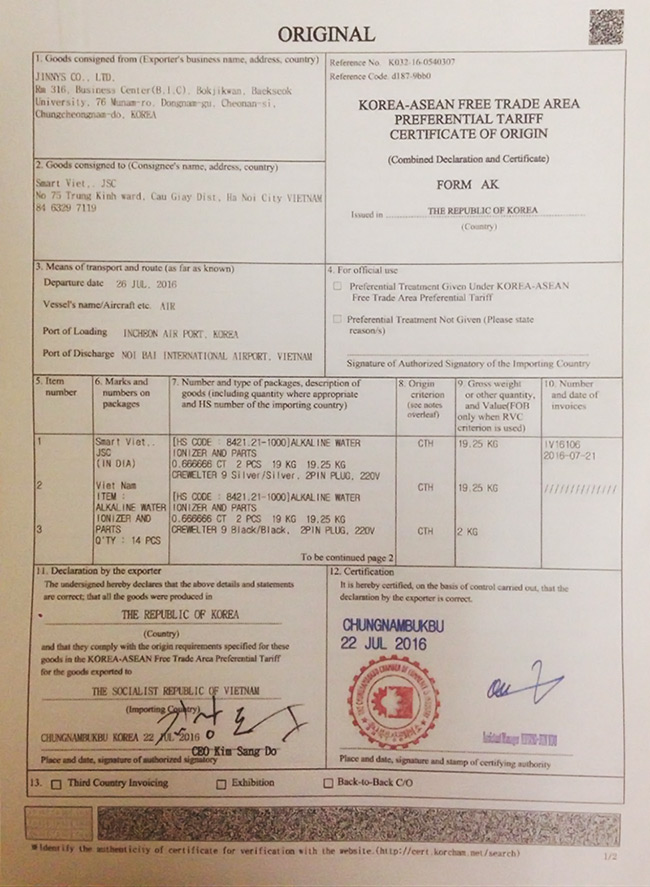 ORIGINAL
1. Goods consigned from (Exporter's business name, address, country)
JINNYS CO., LTD.
Rm 316, Business Center(B.I.C), Bokjikwan, Baekseok
University, 76 Munam-ro, Dongnam-gu, Cheonan-si,
Chungcheongnam-do, KOREA
Reference No. K032-16-0540307
Reference Code. d187-9bb0
KOREA-ASEAN FREE TRADE AREA
PREFERENTIAL TARIFF
CERTIFICATE OF ORIGIN
(Combined Declaration and Certificate)
FORM AK
Issued in THE REPUBLIC OF KOREA
(Country)
2. Goods consigned to (Consignee's name, address, country)
Smart Viet,. JSC
No 75 Trung Kinh ward, Cau Giay Dist, Ha Noi City VIETNAM
84 6329 7119
3. Means of transport and route (as far as known)
Departure date 26 JUL, 2016
Vessel's name/Aircraft etc. AIR
Port of Loading INCHEON AIR PORT, KOREA
Port of Discharge NOI BAI INTERNATIONAL AIRPORT, VIETNAM
4. For official use
☐ Preferential Treatment Given Under KOREA-ASEAN
Free Trade Area Preferential Tariff
☐ Preferential Treatment Not Given (Please state
reason/s)
Signature of Authorized Signatory of the Importing Country
5. Item
number
6. Marks and
numbers on
packages
7. Number and type of packages, description of
goods (including quantity where appropriate
and HS number of the importing country)
8. Origin
criterion
(see notes
overleaf)
9. Gross weight
or other quantity,
and Value(FOB
only when RVC
criterion is used)
10. Number
and date of
invoices
1
2
3
Smart Viet,.
JSC
(IN DIA)
Viet Nam
ITEM :
ALKALINE WATER
IONIZER AND
PARTS
Q'TY : 14 PCS
[HS CODE : 8421.21-1000]ALKALINE WATER
IONIZER AND PARTS
0.666666 CT 2 PCS 19 KG 19.25 KG
CREWELTER 9 Silver/Silver, 2PIN PLUG, 220V
[HS CODE : 8421.21-1000]ALKALINE WATER
IONIZER AND PARTS
0.666666 CT 2 PCS 19 KG 19.25 KG
CREWELTER 9 Black/Black, 2PIN PLUG, 220V
CTH
CTH
CTH
19.25 KG
19.25 KG
2 KG
IV16106
2016-07-21
//////////////
To be continued page 2
11. Declaration by the exporter
The undersigned hereby declares that the above details and statements
are correct; that all the goods were produced in
THE REPUBLIC OF KOREA
(Country)
and that they comply with the origin requirements specified for these
goods in the KOREA-ASEAN Free Trade Area Preferential Tariff
for the goods exported to
THE SOCIALIST REPUBLIC OF VIETNAM
(Importing Country)
CHUNGNAMBUKBU KOREA 22 JUL 2016
CEO Kim Sang Do
Place and date, signature of authorized signatory
12. Certification
It is hereby certified, on the basis of control carried out, that the
declaration by the exporter is correct.
CHUNGNAMBUKBU
22 JUL 2016
Assistant Manager
Place and date, signature and stamp of certifying authority
13. ☐ Third Country Invoicing ☐ Exhibition ☐ Back-to-Back C/O
*Identify the authenticity of certificate for verification with the website.(http://cert.korcham.net/search)
1/2